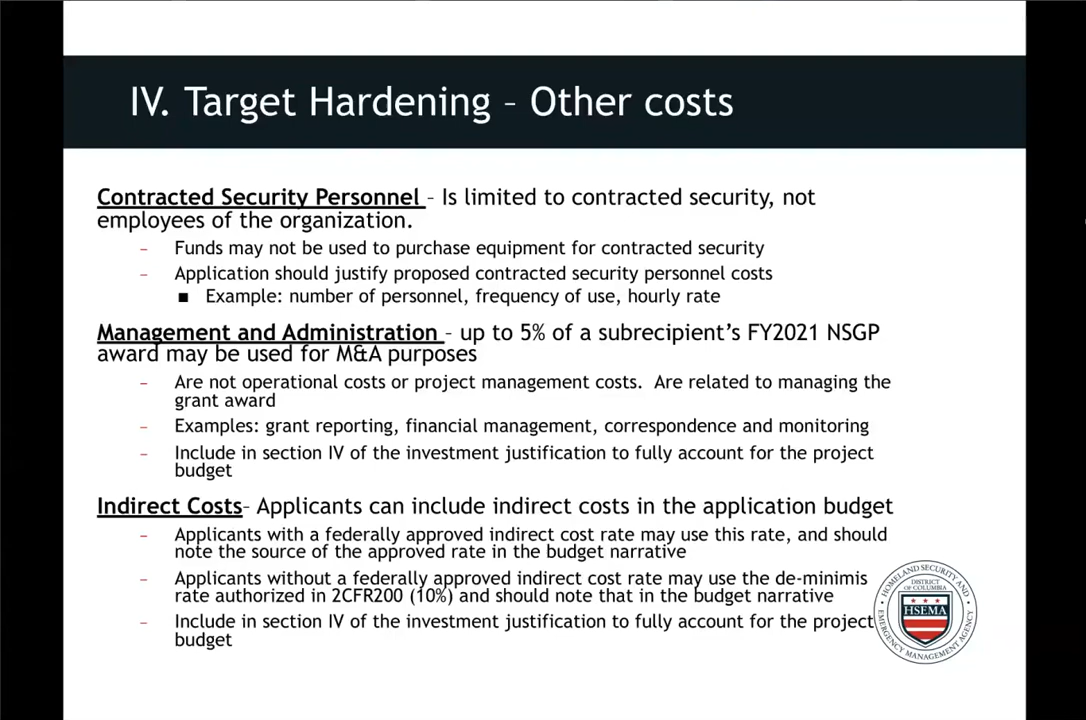 IV. Target Hardening – Other costs
Contracted Security Personnel – Is limited to contracted security, not
employees of the organization.
– Funds may not be used to purchase equipment for contracted security
– Application should justify proposed contracted security personnel costs
■ Example: number of personnel, frequency of use, hourly rate
Management and Administration – up to 5% of a subrecipient's FY2021 NSGP
award may be used for M&A purposes
– Are not operational costs or project management costs. Are related to managing the
grant award
– Examples: grant reporting, financial management, correspondence and monitoring
– Include in section IV of the investment justification to fully account for the project
budget
Indirect Costs– Applicants can include indirect costs in the application budget
– Applicants with a federally approved indirect cost rate may use this rate, and should
note the source of the approved rate in the budget narrative
– Applicants without a federally approved indirect cost rate may use the de-minimis
rate authorized in 2CFR200 (10%) and should note that in the budget narrative
– Include in section IV of the investment justification to fully account for the project
budget
HOMELAND SECURITY AND
DISTRICT
OF COLUMBIA
HSEMA
EMERGENCY MANAGEMENT AGENCY